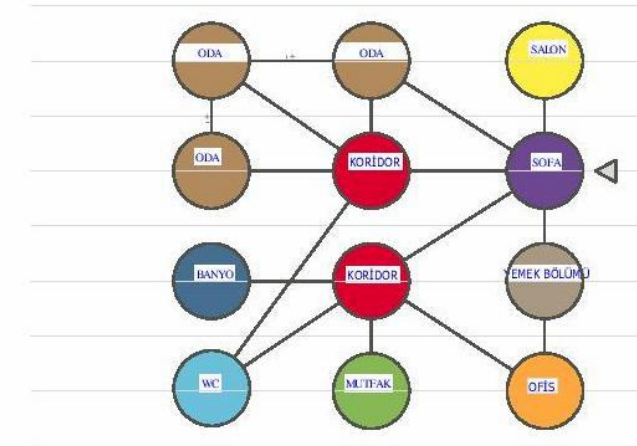 ODA
ODA
SALON
ODA
KORİDOR
SOFA
BANYO
KORİDOR
YEMEK BÖLÜMÜ
WC
MUTFAK
OFİS